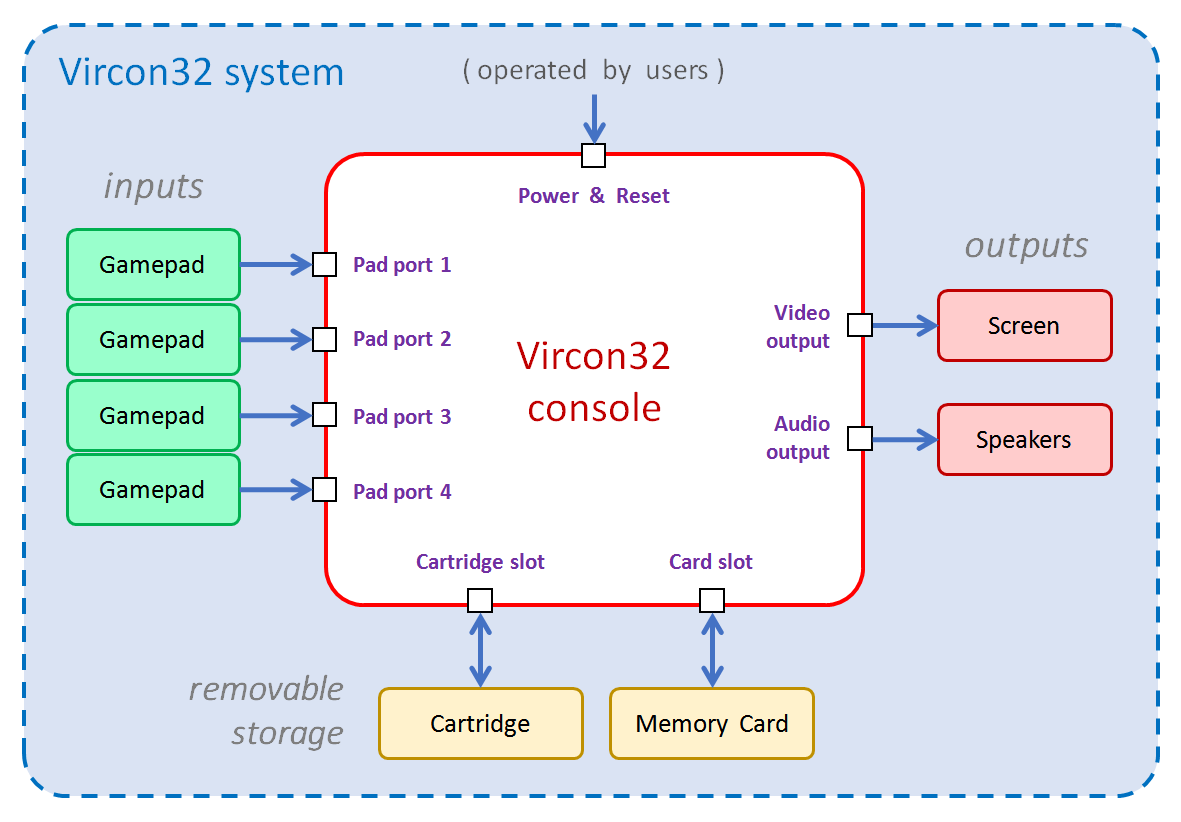 Vircon32 system
( operated by users )
Power & Reset
inputs
Gamepad
Gamepad
Gamepad
Gamepad
Pad port 1
Pad port 2
Pad port 3
Pad port 4
Vircon32
console
Video
output
Audio
output
outputs
Screen
Speakers
Cartridge slot
Card slot
removable
storage
Cartridge
Memory Card